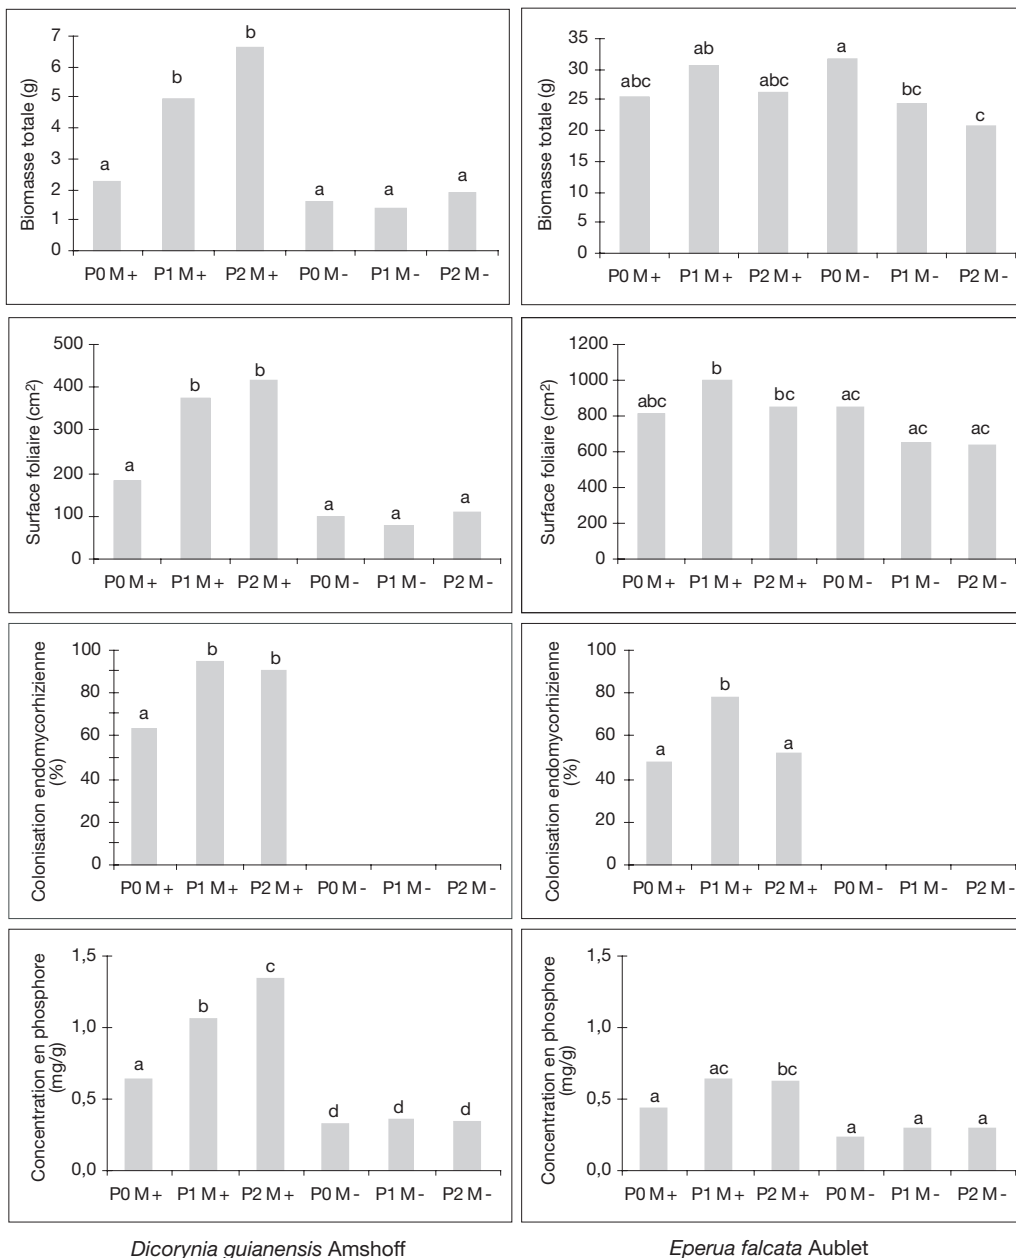 Biomasse totale (g)
7
6
5
4
3
2
1
0
a
b
b
a
a
a
P0 M+ P1 M+ P2 M+ P0 M- P1 M- P2 M-
Biomasse totale (g)
35
30
25
20
15
10
5
0
abc
ab
abc
a
bc
c
P0 M+ P1 M+ P2 M+ P0 M- P1 M- P2 M-
Surface foliaire (cm²)
500
400
300
200
100
0
a
b
b
a
a
a
P0 M+ P1 M+ P2 M+ P0 M- P1 M- P2 M-
Surface foliaire (cm²)
1200
1000
800
600
400
200
0
abc
b
bc
ac
ac
ac
P0 M+ P1 M+ P2 M+ P0 M- P1 M- P2 M-
Colonisation endomycorhizienne
(%)
100
80
60
40
20
0
a
b
b
P0 M+ P1 M+ P2 M+ P0 M- P1 M- P2 M-
Colonisation endomycorhizienne
(%)
100
80
60
40
20
0
a
b
a
P0 M+ P1 M+ P2 M+ P0 M- P1 M- P2 M-
Concentration en phosphore
(mg/g)
1,5
1,0
0,5
0,0
a
b
c
d
d
d
P0 M+ P1 M+ P2 M+ P0 M- P1 M- P2 M-
Concentration en phosphore
(mg/g)
1,5
1,0
0,5
0,0
a
ac
bc
a
a
a
P0 M+ P1 M+ P2 M+ P0 M- P1 M- P2 M-
Dicorynia guianensis Amshoff
Eperua falcata Aublet